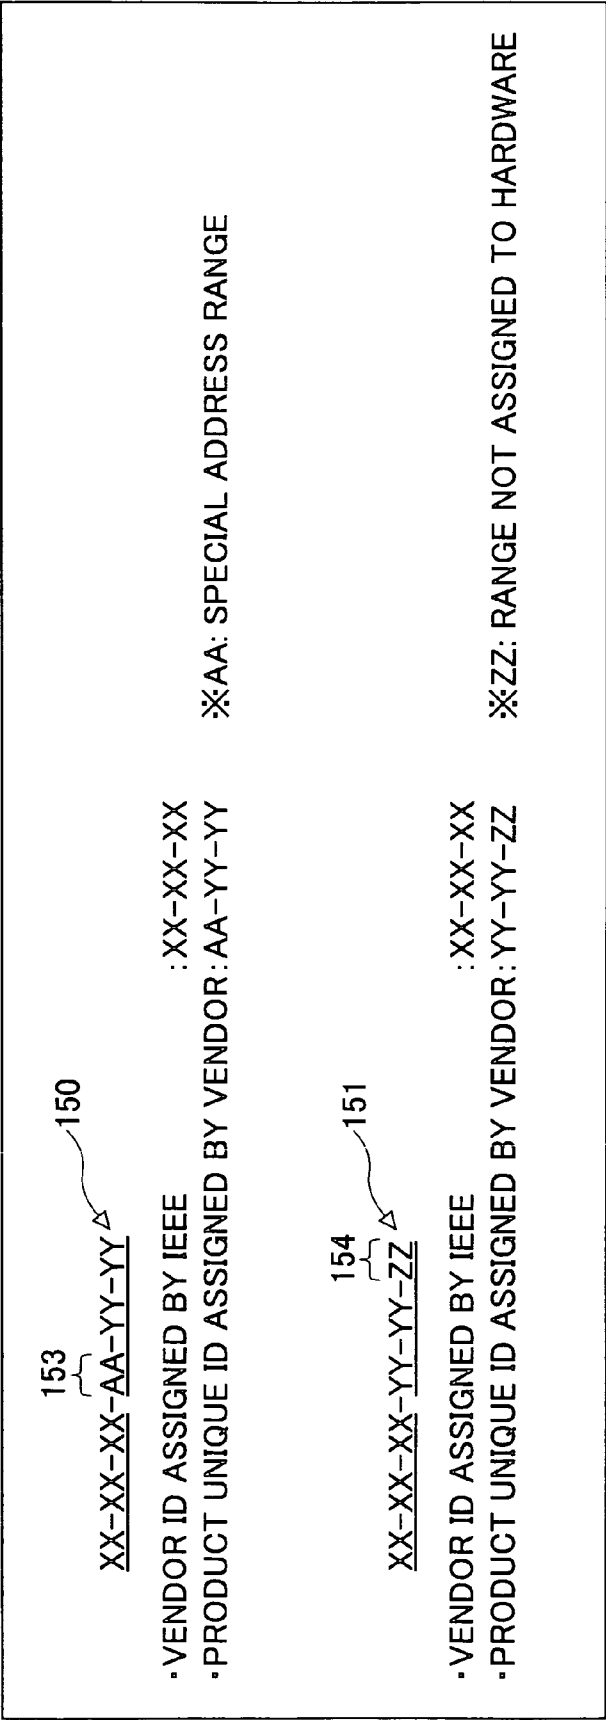 153
XX-XX-XX-AA-YY-YY
150
・VENDOR ID ASSIGNED BY IEEE :XX-XX-XX
・PRODUCT UNIQUE ID ASSIGNED BY VENDOR:AA-YY-YY ※AA: SPECIAL ADDRESS RANGE
154
XX-XX-XX-YY-YY-ZZ
151
・VENDOR ID ASSIGNED BY IEEE :XX-XX-XX
・PRODUCT UNIQUE ID ASSIGNED BY VENDOR:YY-YY-ZZ ※ZZ: RANGE NOT ASSIGNED TO HARDWARE